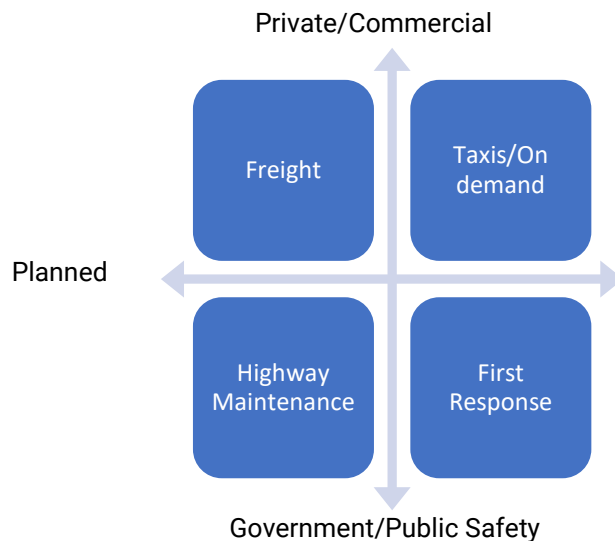 Private/Commercial
Freight
Taxis/On
demand
Planned
Highway
Maintenance
First
Response
Government/Public Safety